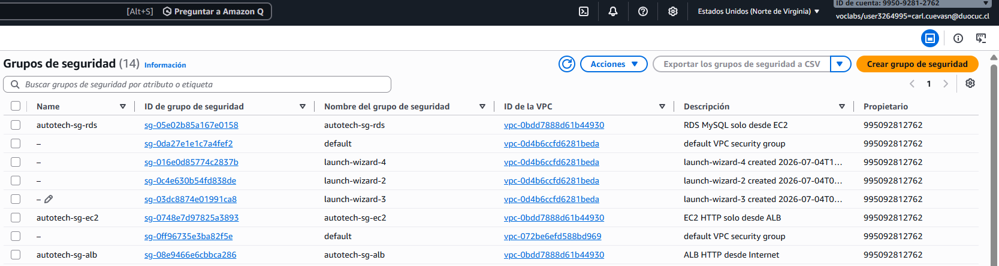 [Alt+S] Preguntar a Amazon Q Estados Unidos (Norte de Virginia) ID de cuenta: 9950-9281-2762
voclabs/user3264995=carl.cuevasn@duocuc.cl
Grupos de seguridad (14) Información Acciones Exportar los grupos de seguridad a CSV Crear grupo de seguridad
Buscar grupos de seguridad por atributo o etiqueta 1
Name ID de grupo de seguridad Nombre del grupo de seguridad ID de la VPC Descripción Propietario
autotech-sg-rds sg-05e02b85a167e0158 autotech-sg-rds vpc-0bdd7888d61b44930 RDS MySQL solo desde EC2 995092812762
– sg-0da27e1e1c7a4fef2 default vpc-0d4b6ccfd6281beda default VPC security group 995092812762
– sg-016e0d85774c2837b launch-wizard-4 vpc-0d4b6ccfd6281beda launch-wizard-4 created 2026-07-04T1... 995092812762
– sg-0c4e630b54fd838de launch-wizard-2 vpc-0d4b6ccfd6281beda launch-wizard-2 created 2026-07-04T0... 995092812762
– sg-03dc8874e01991ca8 launch-wizard-3 vpc-0d4b6ccfd6281beda launch-wizard-3 created 2026-07-04T0... 995092812762
autotech-sg-ec2 sg-0748e7d97825a3893 autotech-sg-ec2 vpc-0bdd7888d61b44930 EC2 HTTP solo desde ALB 995092812762
– sg-0ff96735e3ba82f5e default vpc-072be6efd588bd969 default VPC security group 995092812762
autotech-sg-alb sg-08e9466e6cbbca286 autotech-sg-alb vpc-0bdd7888d61b44930 ALB HTTP desde Internet 995092812762